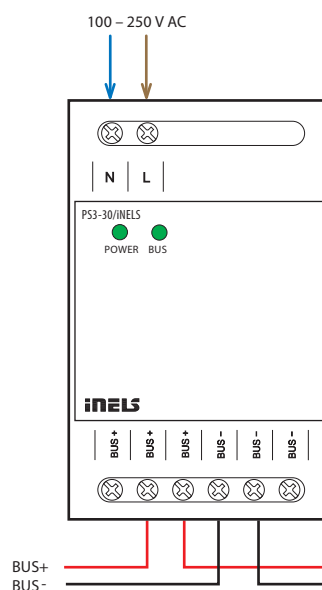 100 – 250 V AC
N L
PS3-30/iNELS
POWER BUS
iNELS
BUS + BUS + BUS + BUS – BUS – BUS –
BUS+
BUS -